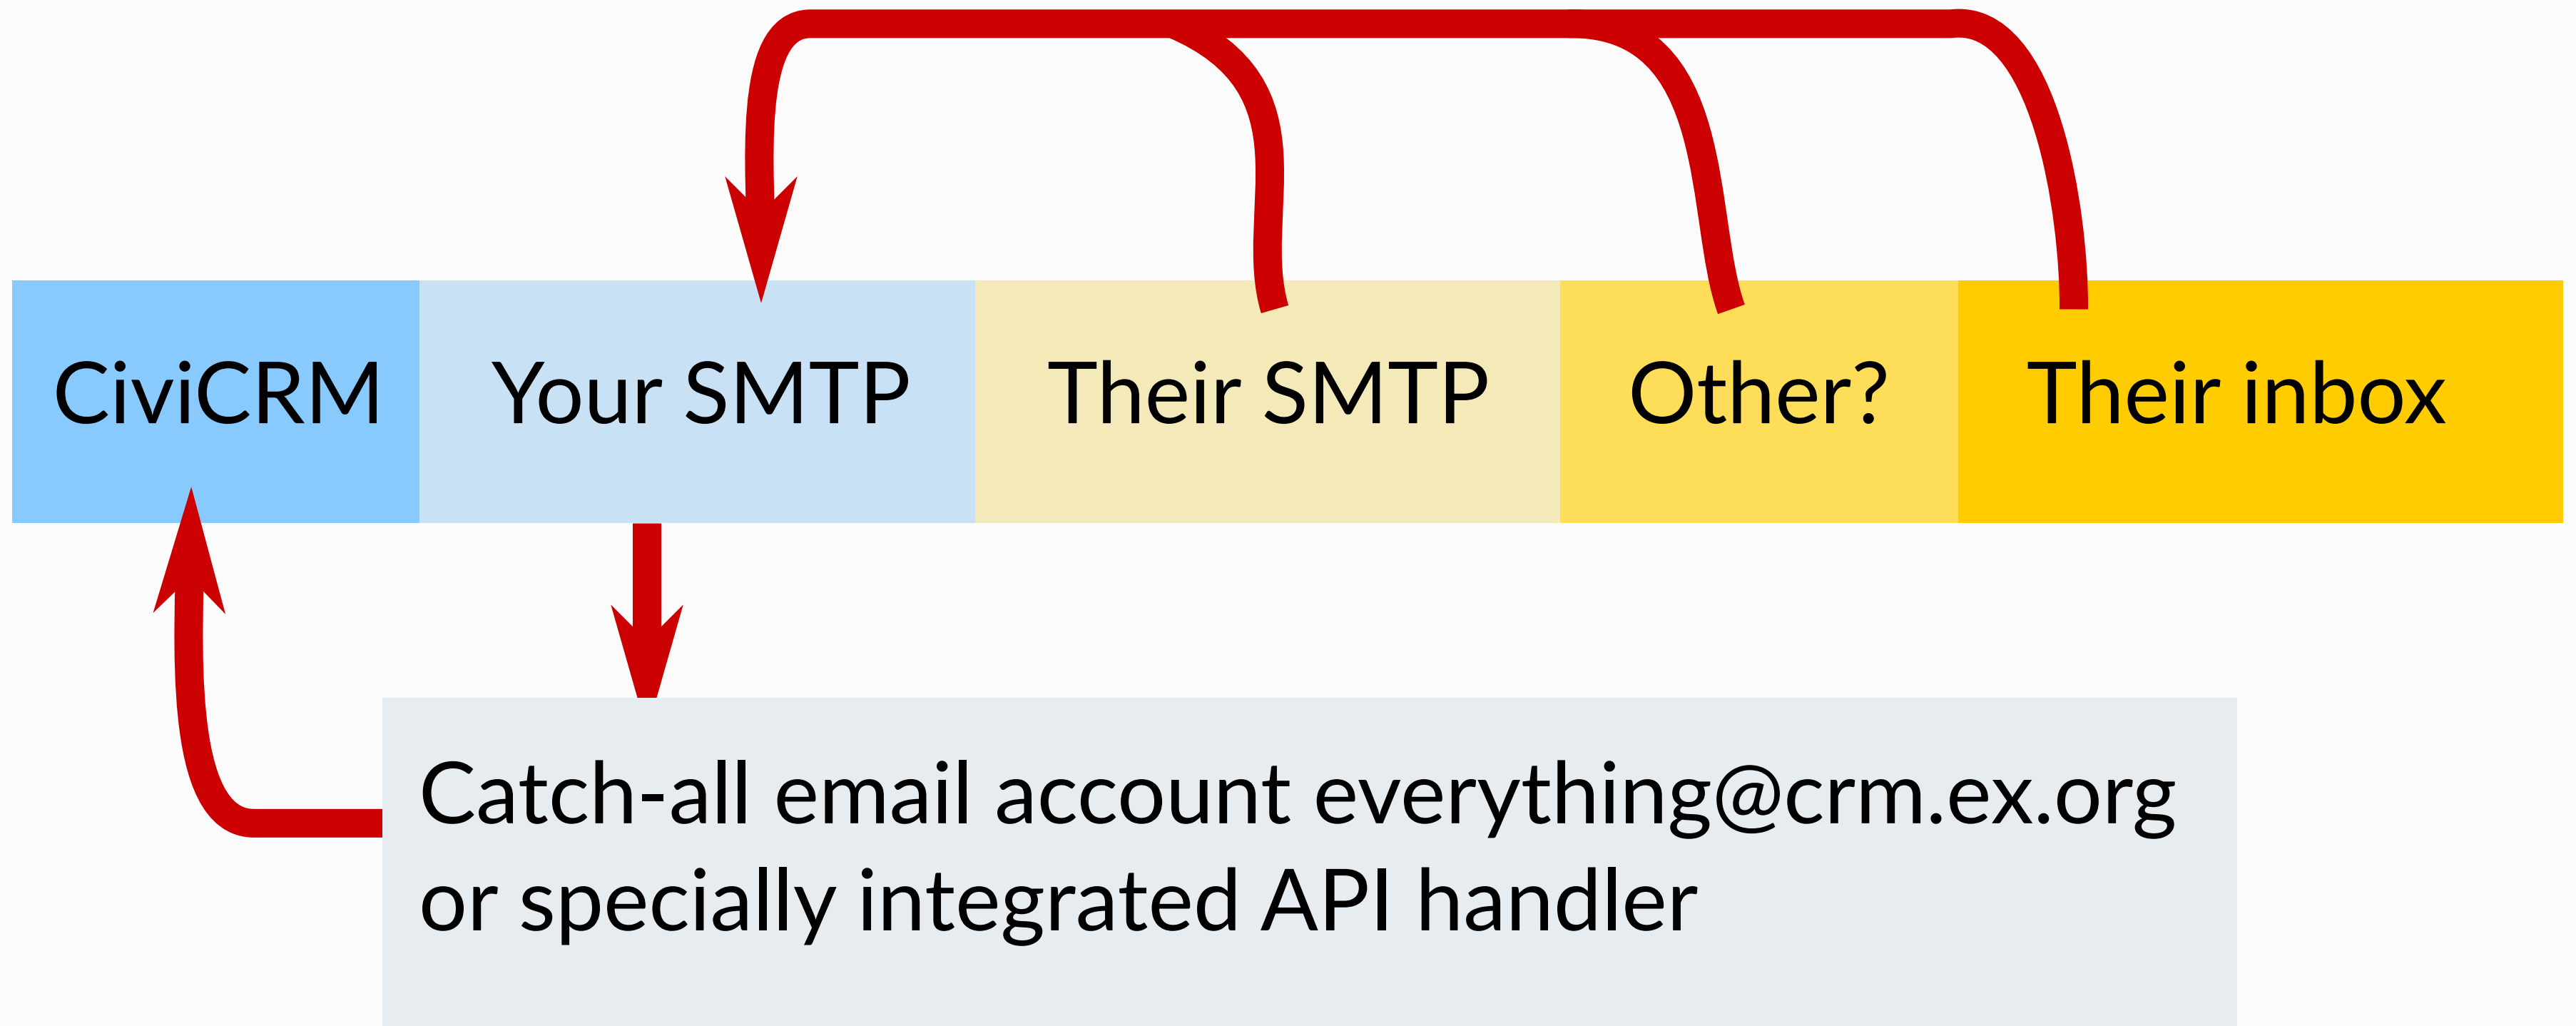 CiviCRM
Your SMTP
Their SMTP
Other?
Their inbox
Catch-all email account everything@crm.ex.org
or specially integrated API handler